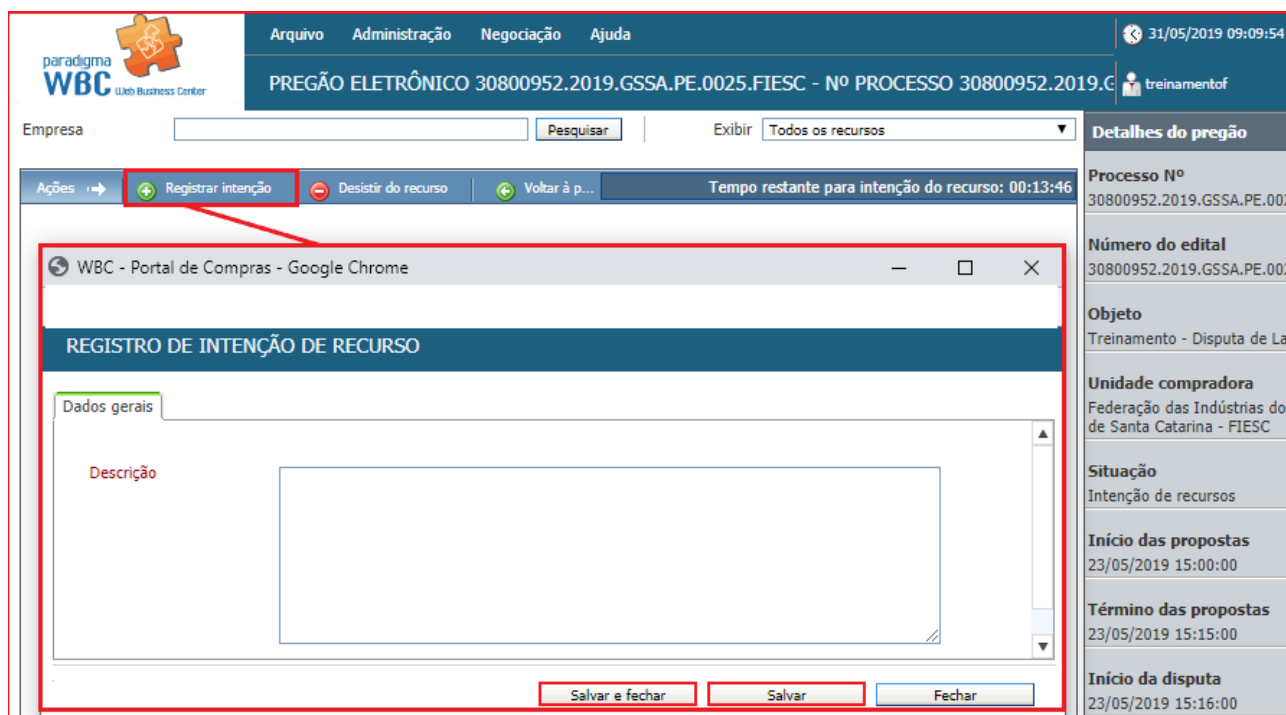 paradigma
WBC Web Business Center
Arquivo Administração Negociação Ajuda
31/05/2019 09:09:54
PREGÃO ELETRÔNICO 30800952.2019.GSSA.PE.0025.FIESC - Nº PROCESSO 30800952.2019.G
treinamentof
Empresa Pesquisar Exibir Todos os recursos
Ações Registrar intenção Desistir do recurso Voltar à p... Tempo restante para intenção do recurso: 00:13:46
WBC - Portal de Compras - Google Chrome
REGISTRO DE INTENÇÃO DE RECURSO
Dados gerais
Descrição
Salvar e fechar Salvar Fechar
Detalhes do pregão
Processo Nº
30800952.2019.GSSA.PE.002
Número do edital
30800952.2019.GSSA.PE.002
Objeto
Treinamento - Disputa de La
Unidade compradora
Federação das Indústrias do
de Santa Catarina - FIESC
Situação
Intenção de recursos
Início das propostas
23/05/2019 15:00:00
Término das propostas
23/05/2019 15:15:00
Início da disputa
23/05/2019 15:16:00